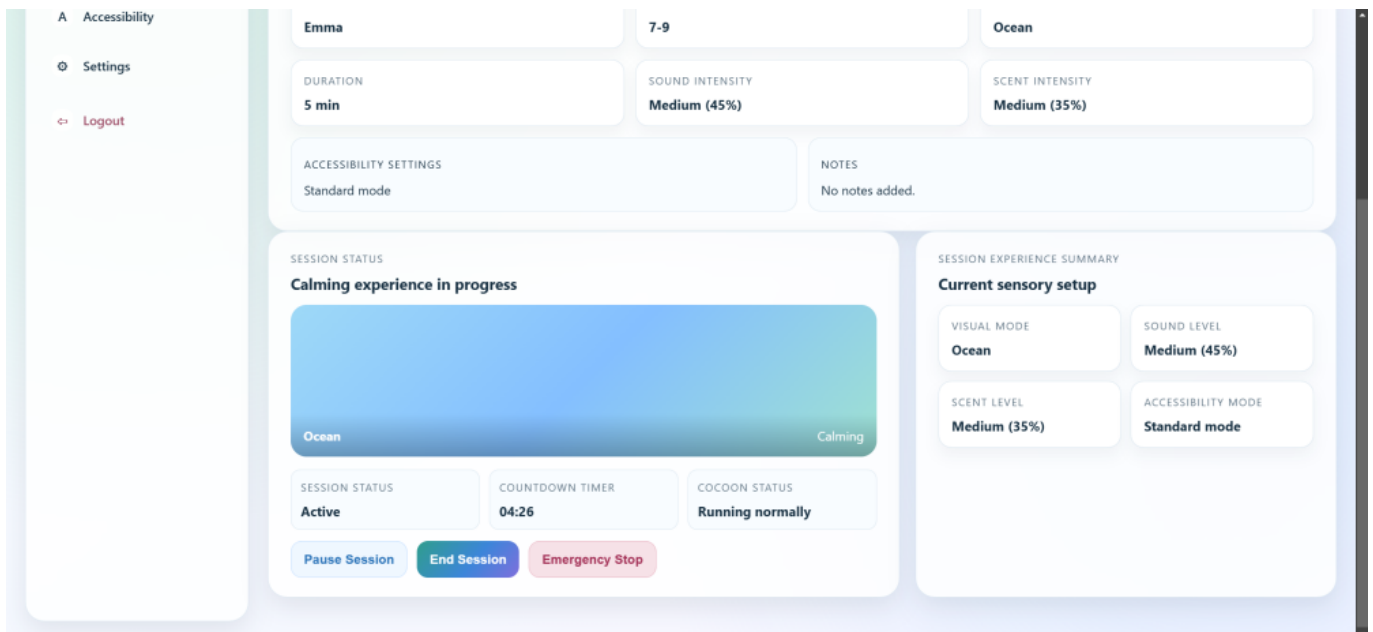 A Accessibility
⚙ Settings
⇦ Logout
Emma
7-9
Ocean
DURATION
5 min
SOUND INTENSITY
Medium (45%)
SCENT INTENSITY
Medium (35%)
ACCESSIBILITY SETTINGS
Standard mode
NOTES
No notes added.
SESSION STATUS
Calming experience in progress
Ocean
Calming
SESSION STATUS
Active
COUNTDOWN TIMER
04:26
COCOON STATUS
Running normally
Pause Session
End Session
Emergency Stop
SESSION EXPERIENCE SUMMARY
Current sensory setup
VISUAL MODE
Ocean
SOUND LEVEL
Medium (45%)
SCENT LEVEL
Medium (35%)
ACCESSIBILITY MODE
Standard mode